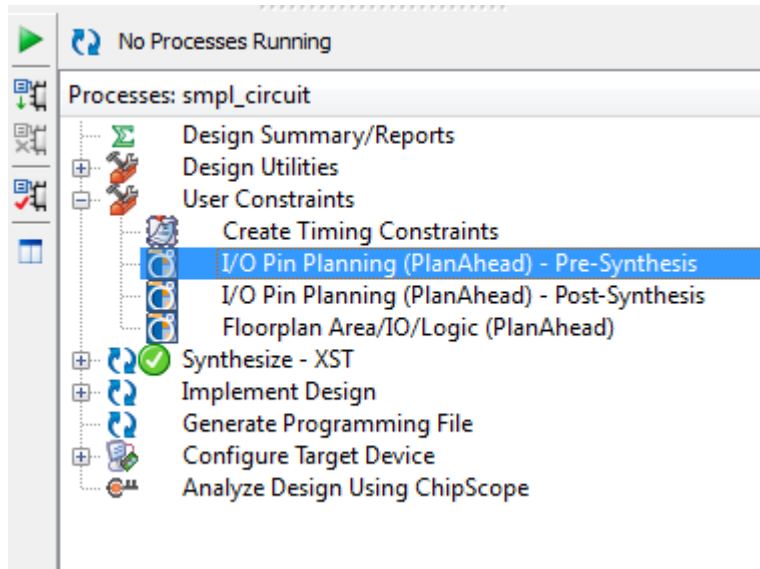 No Processes Running
Processes: smpl_circuit
Design Summary/Reports
Design Utilities
User Constraints
Create Timing Constraints
I/O Pin Planning (PlanAhead) - Pre-Synthesis
I/O Pin Planning (PlanAhead) - Post-Synthesis
Floorplan Area/IO/Logic (PlanAhead)
Synthesize - XST
Implement Design
Generate Programming File
Configure Target Device
Analyze Design Using ChipScope